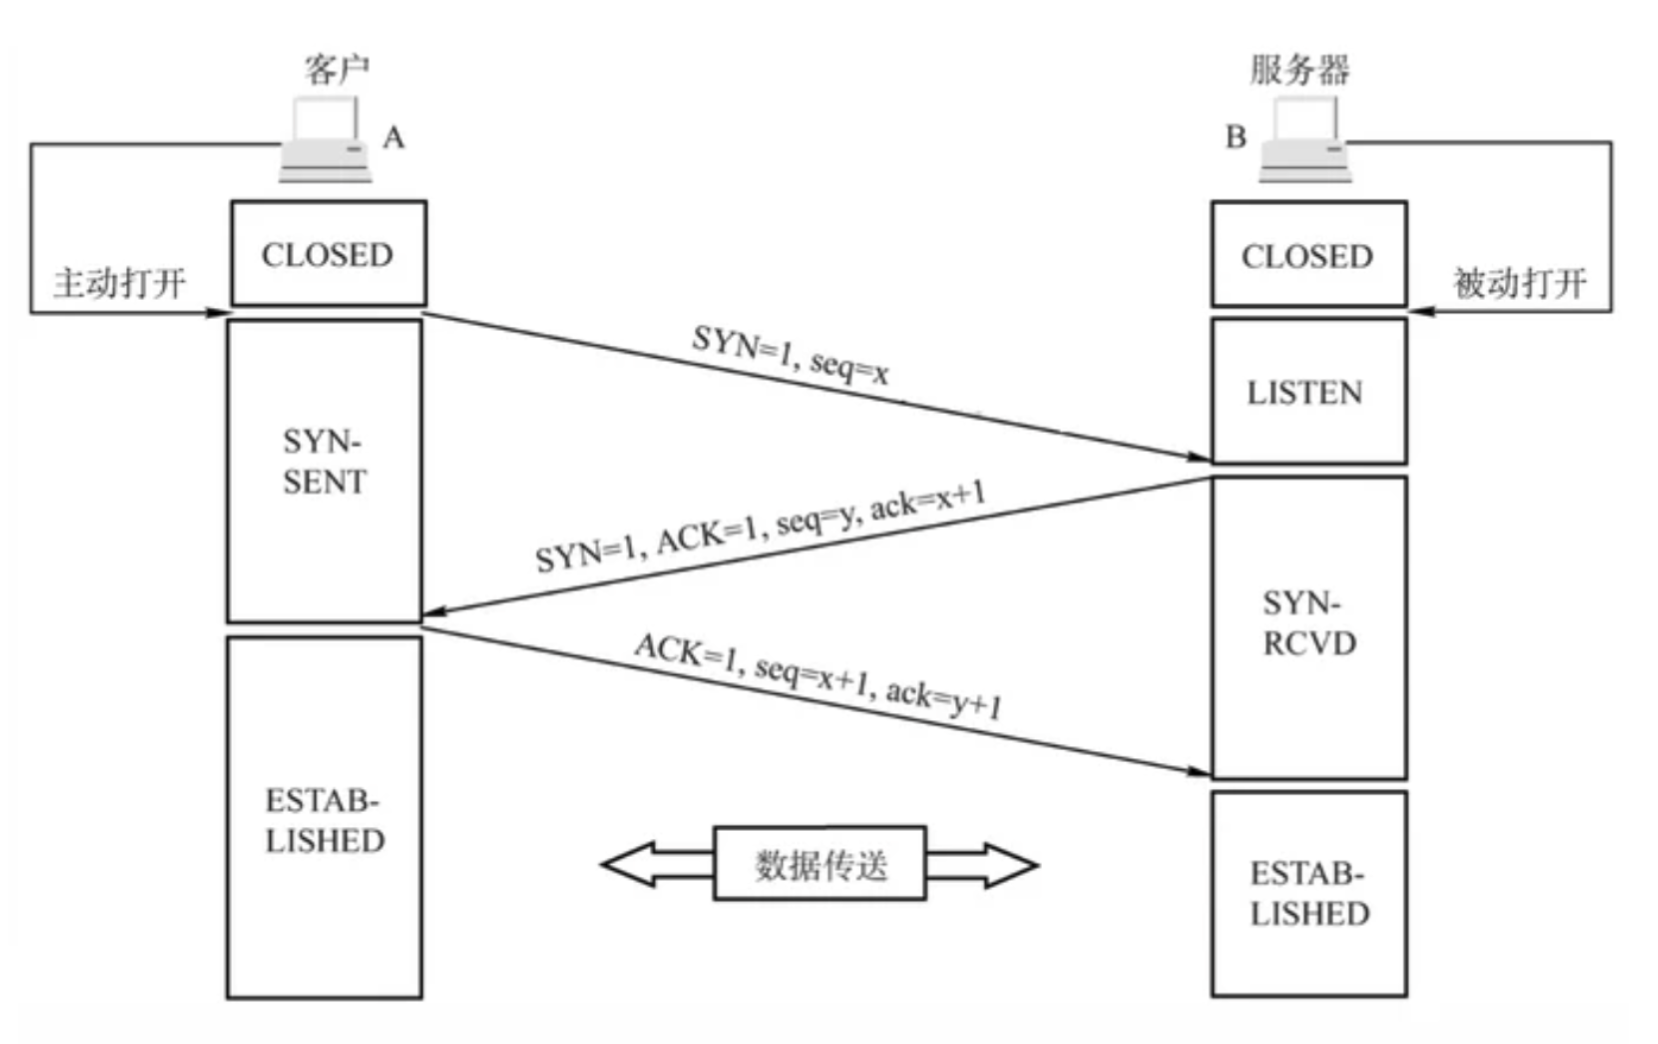 客户
服务器
A
B
CLOSED
CLOSED
主动打开
被动打开
SYN=1, seq=x
LISTEN
SYN-
SENT
SYN=1, ACK=1, seq=y, ack=x+1
SYN-
RCVD
ACK=1, seq=x+1, ack=y+1
ESTAB-
LISHED
数据传送
ESTAB-
LISHED